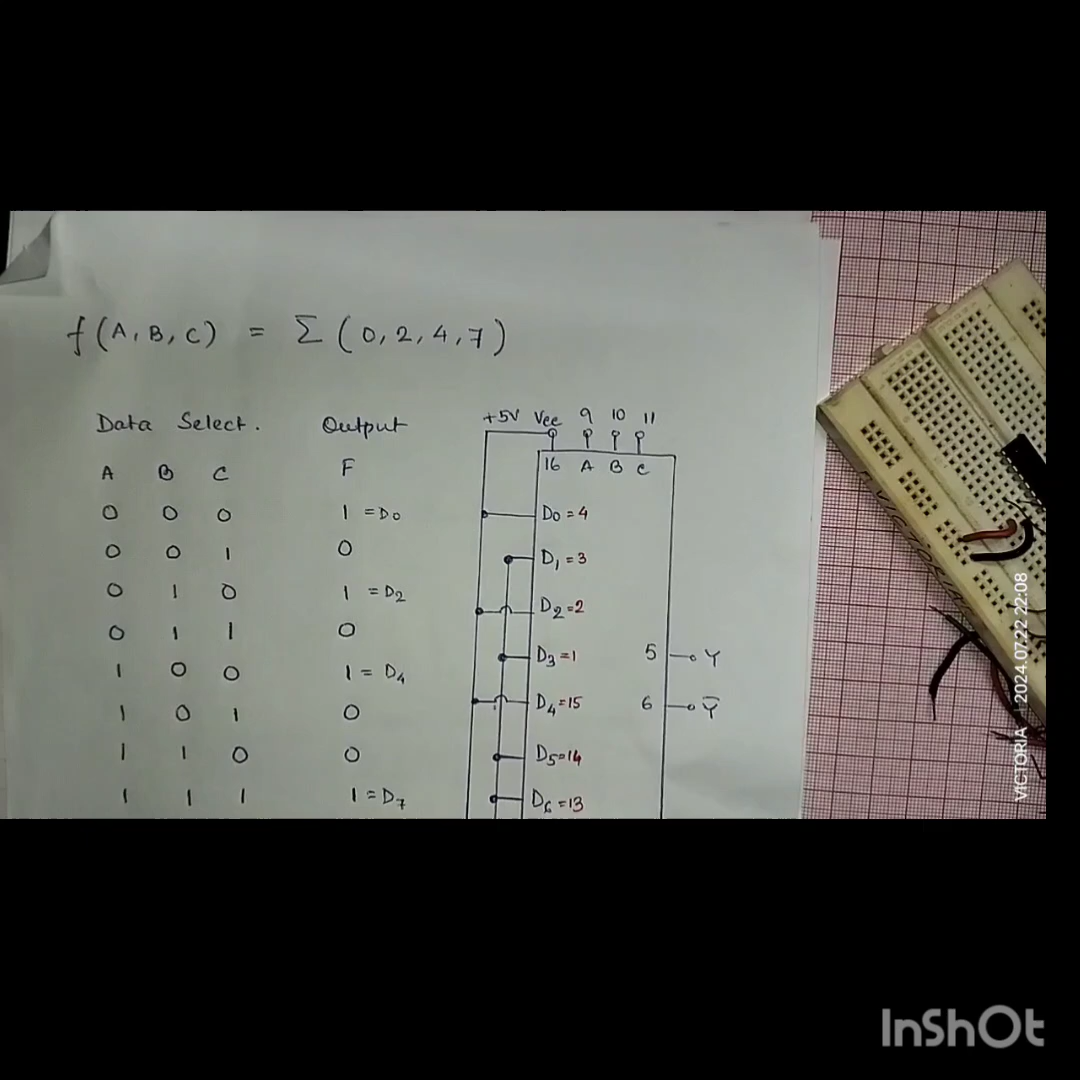 f(A, B, C) = Σ(0, 2, 4, 7)
Data Select. Output
A B C F
0 0 0 1 = D0
0 0 1 0
0 1 0 1 = D2
0 1 1 0
1 0 0 1 = D4
1 0 1 0
1 1 0 0
1 1 1 1 = D7
+5V Vcc 9 10 11
16 A B C
D0 = 4
D1 = 3
D2 = 2
D3 = 1
5 Y
D4 = 15
6 Ȳ
D5 = 14
D6 = 13
VICTORIA | 2024.07.22 22:08
InShOt